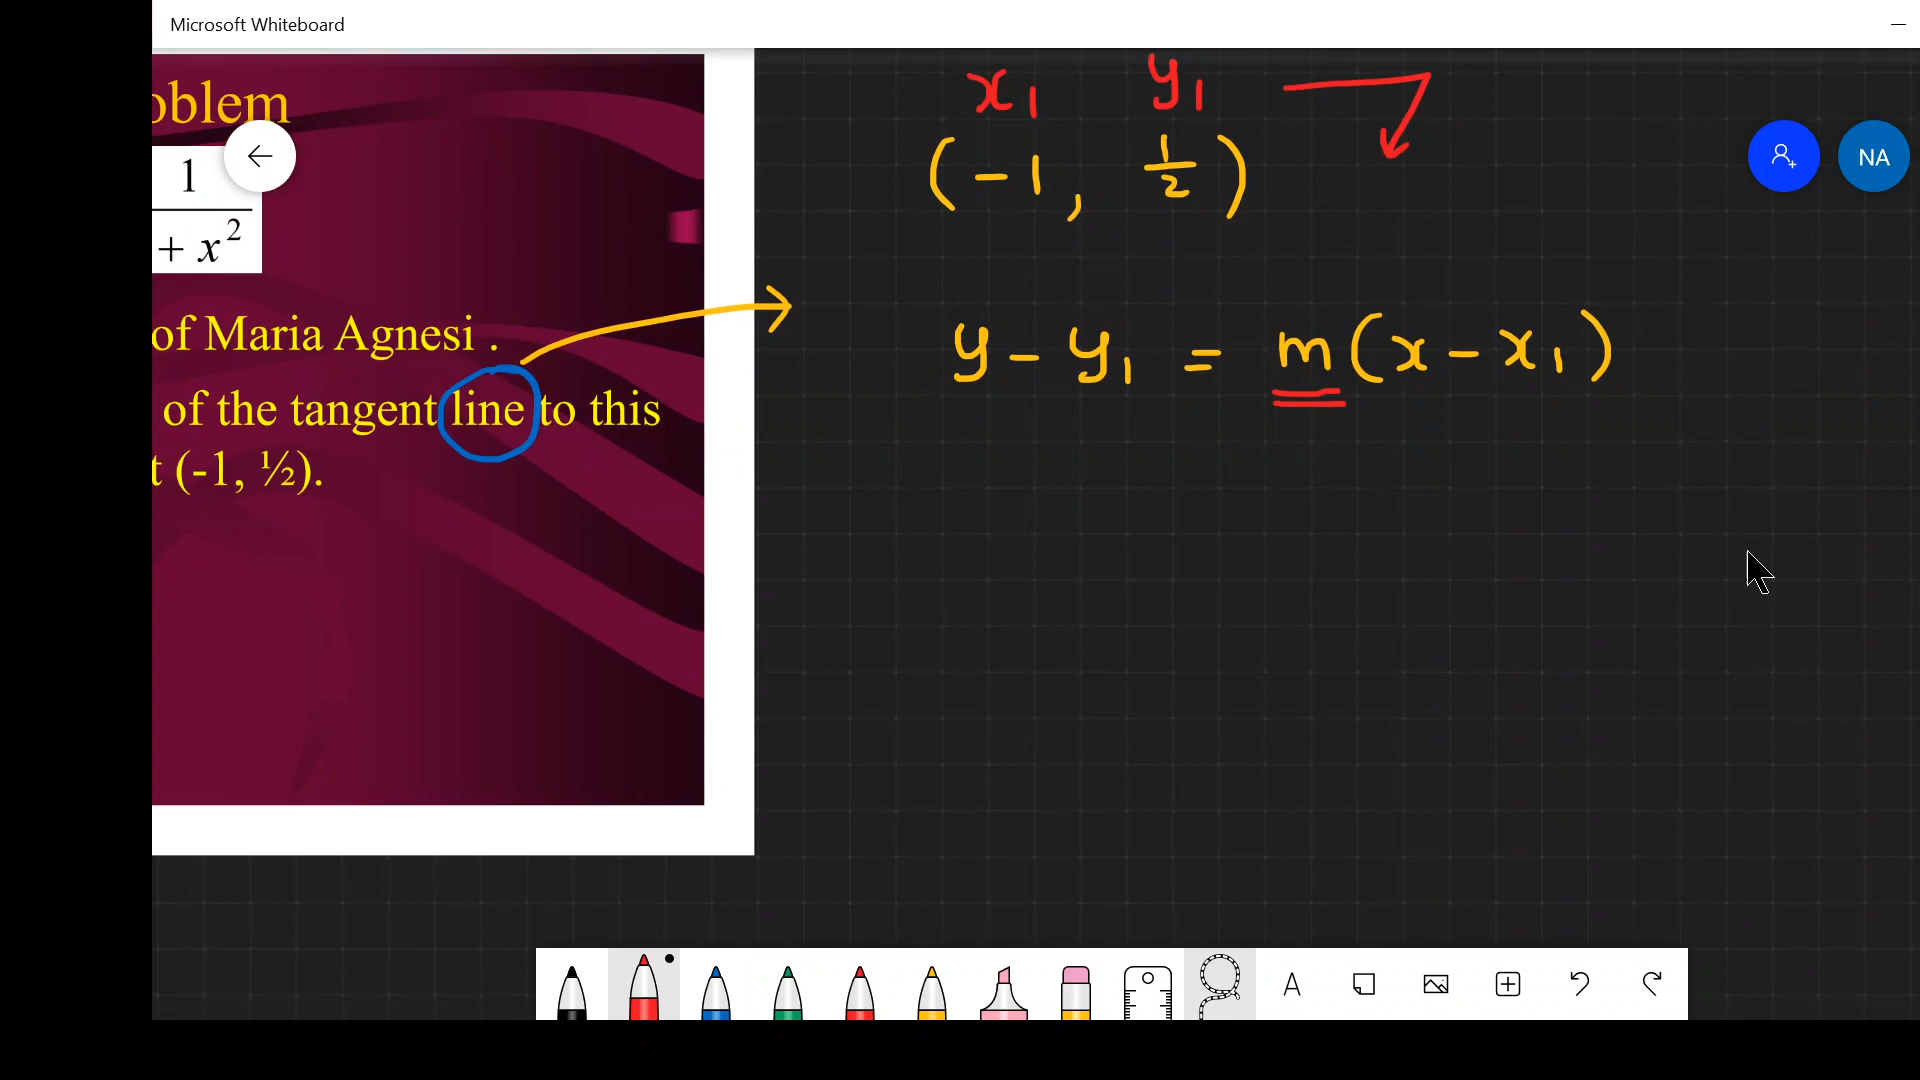 Microsoft Whiteboard
oblem
1
+ x²
of Maria Agnesi .
of the tangent line to this
t (-1, ½).
x₁ y₁
(-1, 1/2)
y - y₁ = m(x - x₁)
NA
A